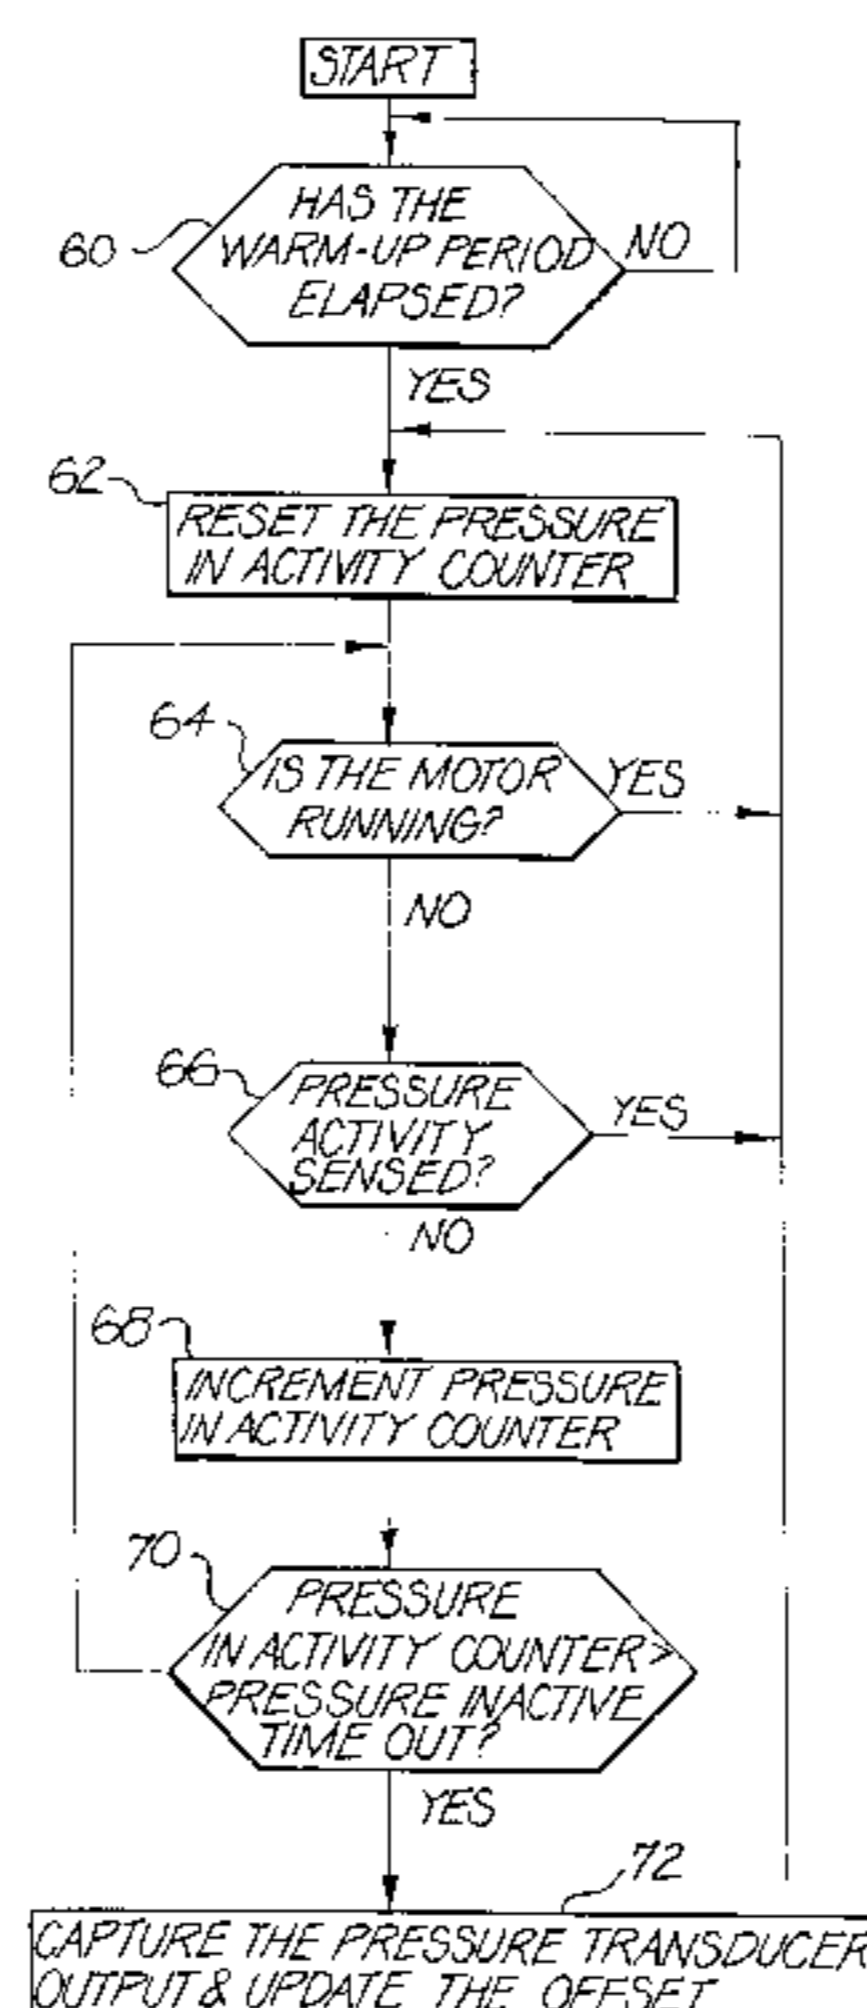 START
HAS THE
WARM-UP PERIOD
ELAPSED?
60
NO
YES
62
RESET THE PRESSURE
IN ACTIVITY COUNTER
64
IS THE MOTOR
RUNNING?
YES
NO
66
PRESSURE
ACTIVITY
SENSED?
YES
NO
68
INCREMENT PRESSURE
IN ACTIVITY COUNTER
70
PRESSURE
IN ACTIVITY COUNTER>
PRESSURE INACTIVE
TIME OUT?
YES
72
CAPTURE THE PRESSURE TRANSDUCER
OUTPUT & UPDATE THE OFFSET